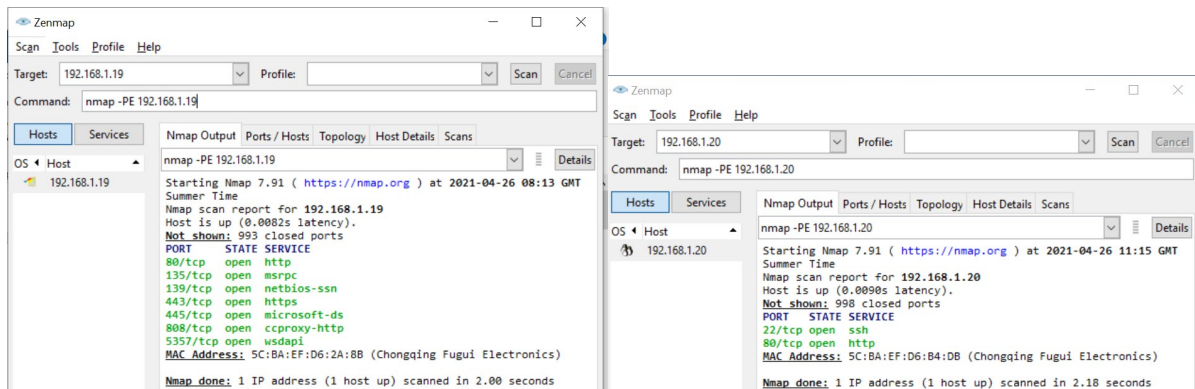 Zenmap
Scan Tools Profile Help
Target: 192.168.1.19 Profile: Scan Cancel
Command: nmap -PE 192.168.1.19
Hosts Services
OS Host
192.168.1.19
Nmap Output Ports / Hosts Topology Host Details Scans
nmap -PE 192.168.1.19 Details
Starting Nmap 7.91 ( https://nmap.org ) at 2021-04-26 08:13 GMT
Summer Time
Nmap scan report for 192.168.1.19
Host is up (0.0082s latency).
Not shown: 993 closed ports
PORT STATE SERVICE
80/tcp open http
135/tcp open msrpc
139/tcp open netbios-ssn
443/tcp open https
445/tcp open microsoft-ds
808/tcp open ccproxy-http
5357/tcp open wsdapi
MAC Address: 5C:BA:EF:D6:2A:8B (Chongqing Fugui Electronics)
Nmap done: 1 IP address (1 host up) scanned in 2.00 seconds
Zenmap
Scan Tools Profile Help
Target: 192.168.1.20 Profile: Scan Cancel
Command: nmap -PE 192.168.1.20
Hosts Services
OS Host
192.168.1.20
Nmap Output Ports / Hosts Topology Host Details Scans
nmap -PE 192.168.1.20 Details
Starting Nmap 7.91 ( https://nmap.org ) at 2021-04-26 11:15 GMT
Summer Time
Nmap scan report for 192.168.1.20
Host is up (0.0090s latency).
Not shown: 998 closed ports
PORT STATE SERVICE
22/tcp open ssh
80/tcp open http
MAC Address: 5C:BA:EF:D6:B4:DB (Chongqing Fugui Electronics)
Nmap done: 1 IP address (1 host up) scanned in 2.18 seconds